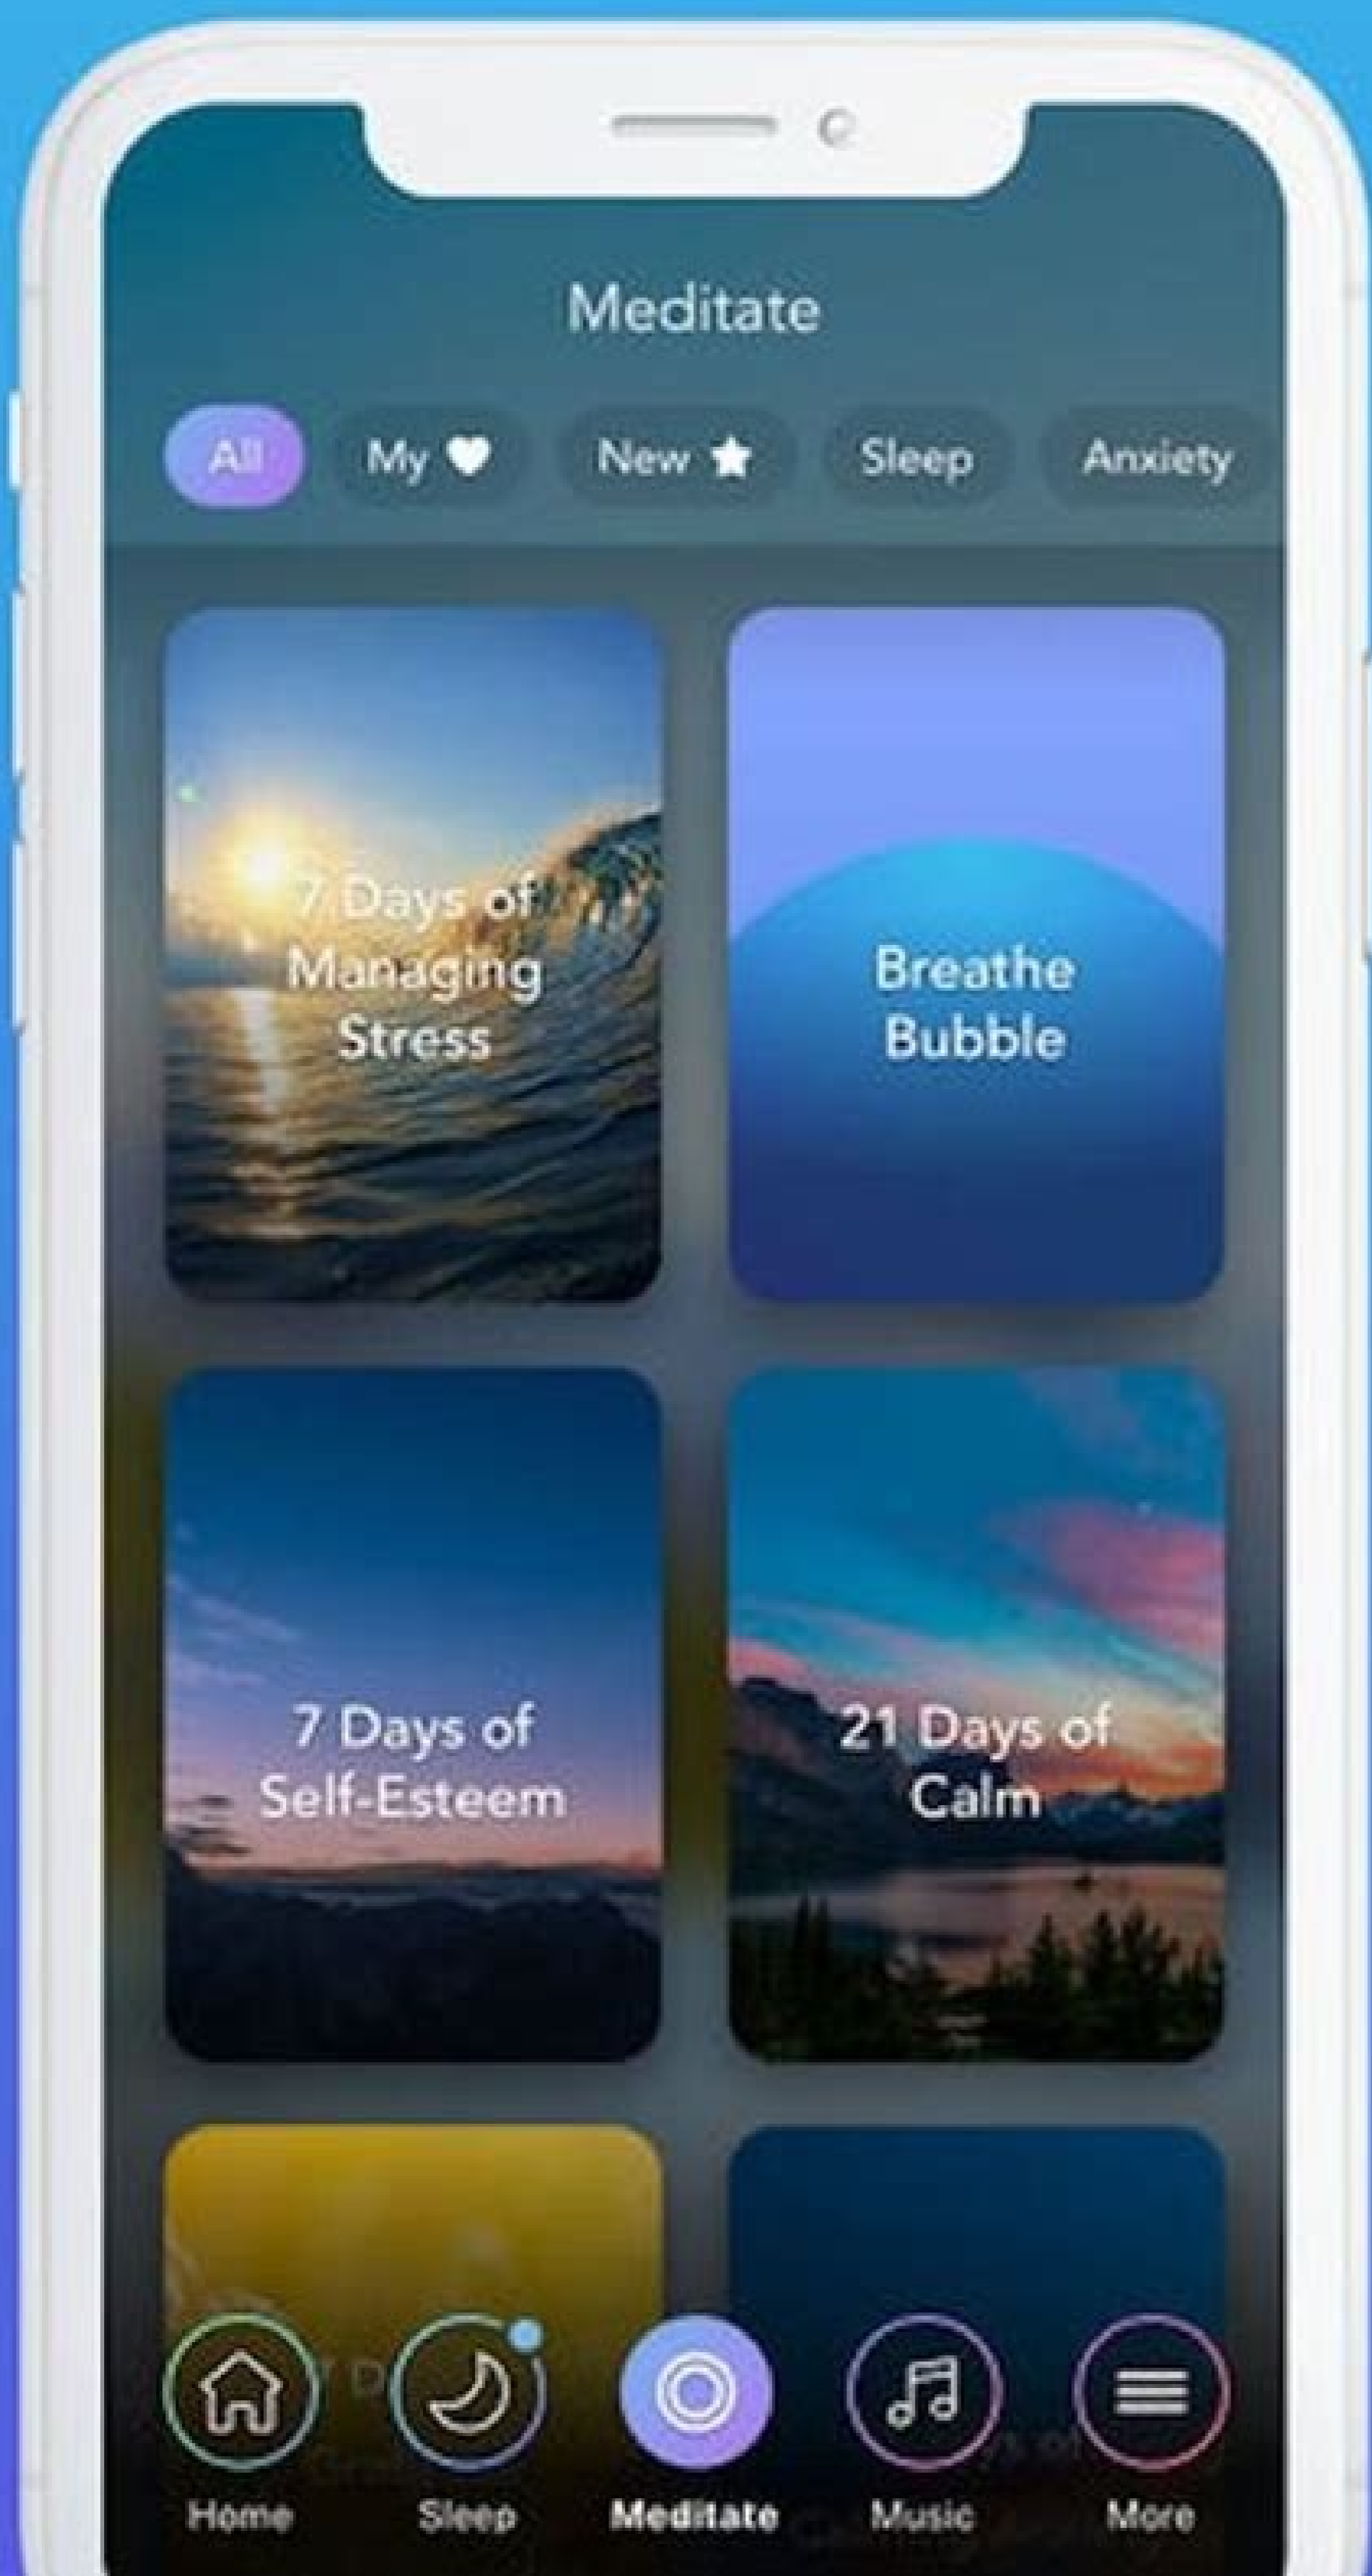 Meditate
All
My
New
Sleep
Anxiety
7 Days of
Managing
Stress
Breathe
Bubble
7 Days of
Self-Esteem
21 Days of
Calm
Home
Sleep
Meditate
Music
More